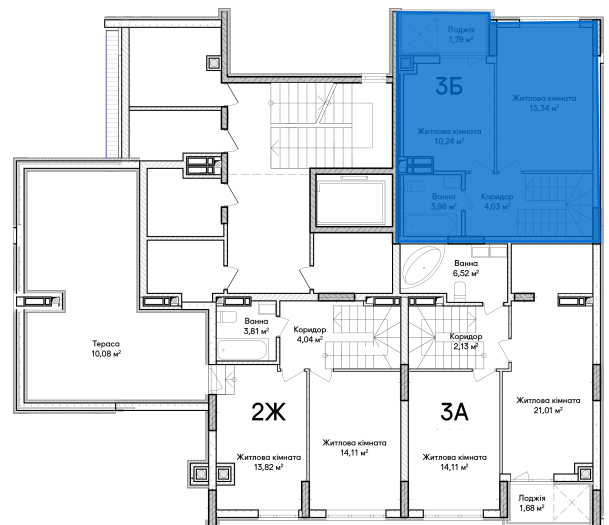 Лоджія
1,79 м²
3Б
Житлова кімната
15,34 м²
Житлова кімната
10,24 м²
Ванна
3,98 м²
Коридор
4,03 м²
Ванна
6,52 м²
Тераса
10,08 м²
Ванна
3,81 м²
Коридор
4,04 м²
Коридор
2,13 м²
2Ж
3А
Житлова кімната
21,01 м²
Житлова кімната
14,11 м²
Житлова кімната
13,82 м²
Житлова кімната
14,11 м²
Лоджія
1,68 м²